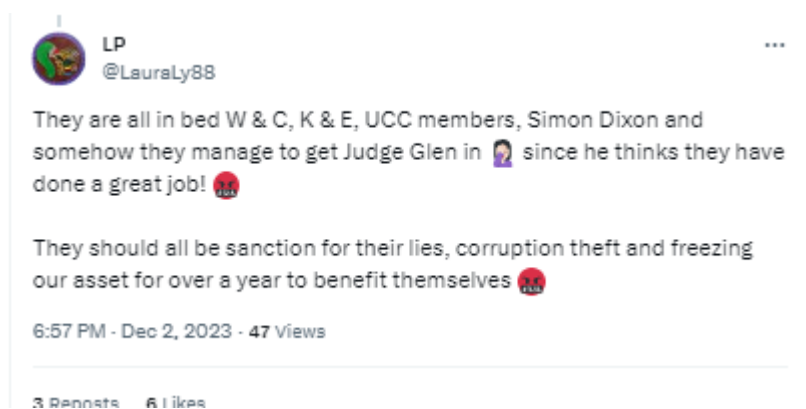 LP
@LauraLy88
They are all in bed W & C, K & E, UCC members, Simon Dixon and
somehow they manage to get Judge Glen in 🤦🏻‍♀️ since he thinks they have
done a great job! 🤬
They should all be sanction for their lies, corruption theft and freezing
our asset for over a year to benefit themselves 🤬
6:57 PM · Dec 2, 2023 · 47 Views
3 Reposts 6 Likes